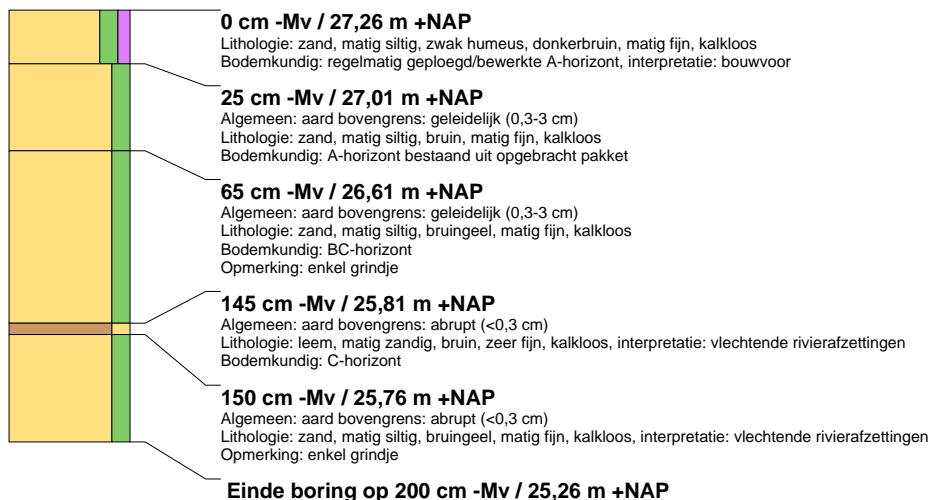 0 cm -Mv / 27,26 m +NAP
Lithologie: zand, matig siltig, zwak humeus, donkerbruin, matig fijn, kalkloos
Bodemkundig: regelmatig geploegd/bewerkte A-horizont, interpretatie: bouwvoor
25 cm -Mv / 27,01 m +NAP
Algemeen: aard bovengrens: geleidelijk (0,3-3 cm)
Lithologie: zand, matig siltig, bruin, matig fijn, kalkloos
Bodemkundig: A-horizont bestaand uit opgebracht pakket
65 cm -Mv / 26,61 m +NAP
Algemeen: aard bovengrens: geleidelijk (0,3-3 cm)
Lithologie: zand, matig siltig, bruingeel, matig fijn, kalkloos
Bodemkundig: BC-horizont
Opmerking: enkel grindje
145 cm -Mv / 25,81 m +NAP
Algemeen: aard bovengrens: abrupt (<0,3 cm)
Lithologie: leem, matig zandig, bruin, zeer fijn, kalkloos, interpretatie: vlechtende rivierafzettingen
Bodemkundig: C-horizont
150 cm -Mv / 25,76 m +NAP
Algemeen: aard bovengrens: abrupt (<0,3 cm)
Lithologie: zand, matig siltig, bruingeel, matig fijn, kalkloos, interpretatie: vlechtende rivierafzettingen
Opmerking: enkel grindje
Einde boring op 200 cm -Mv / 25,26 m +NAP